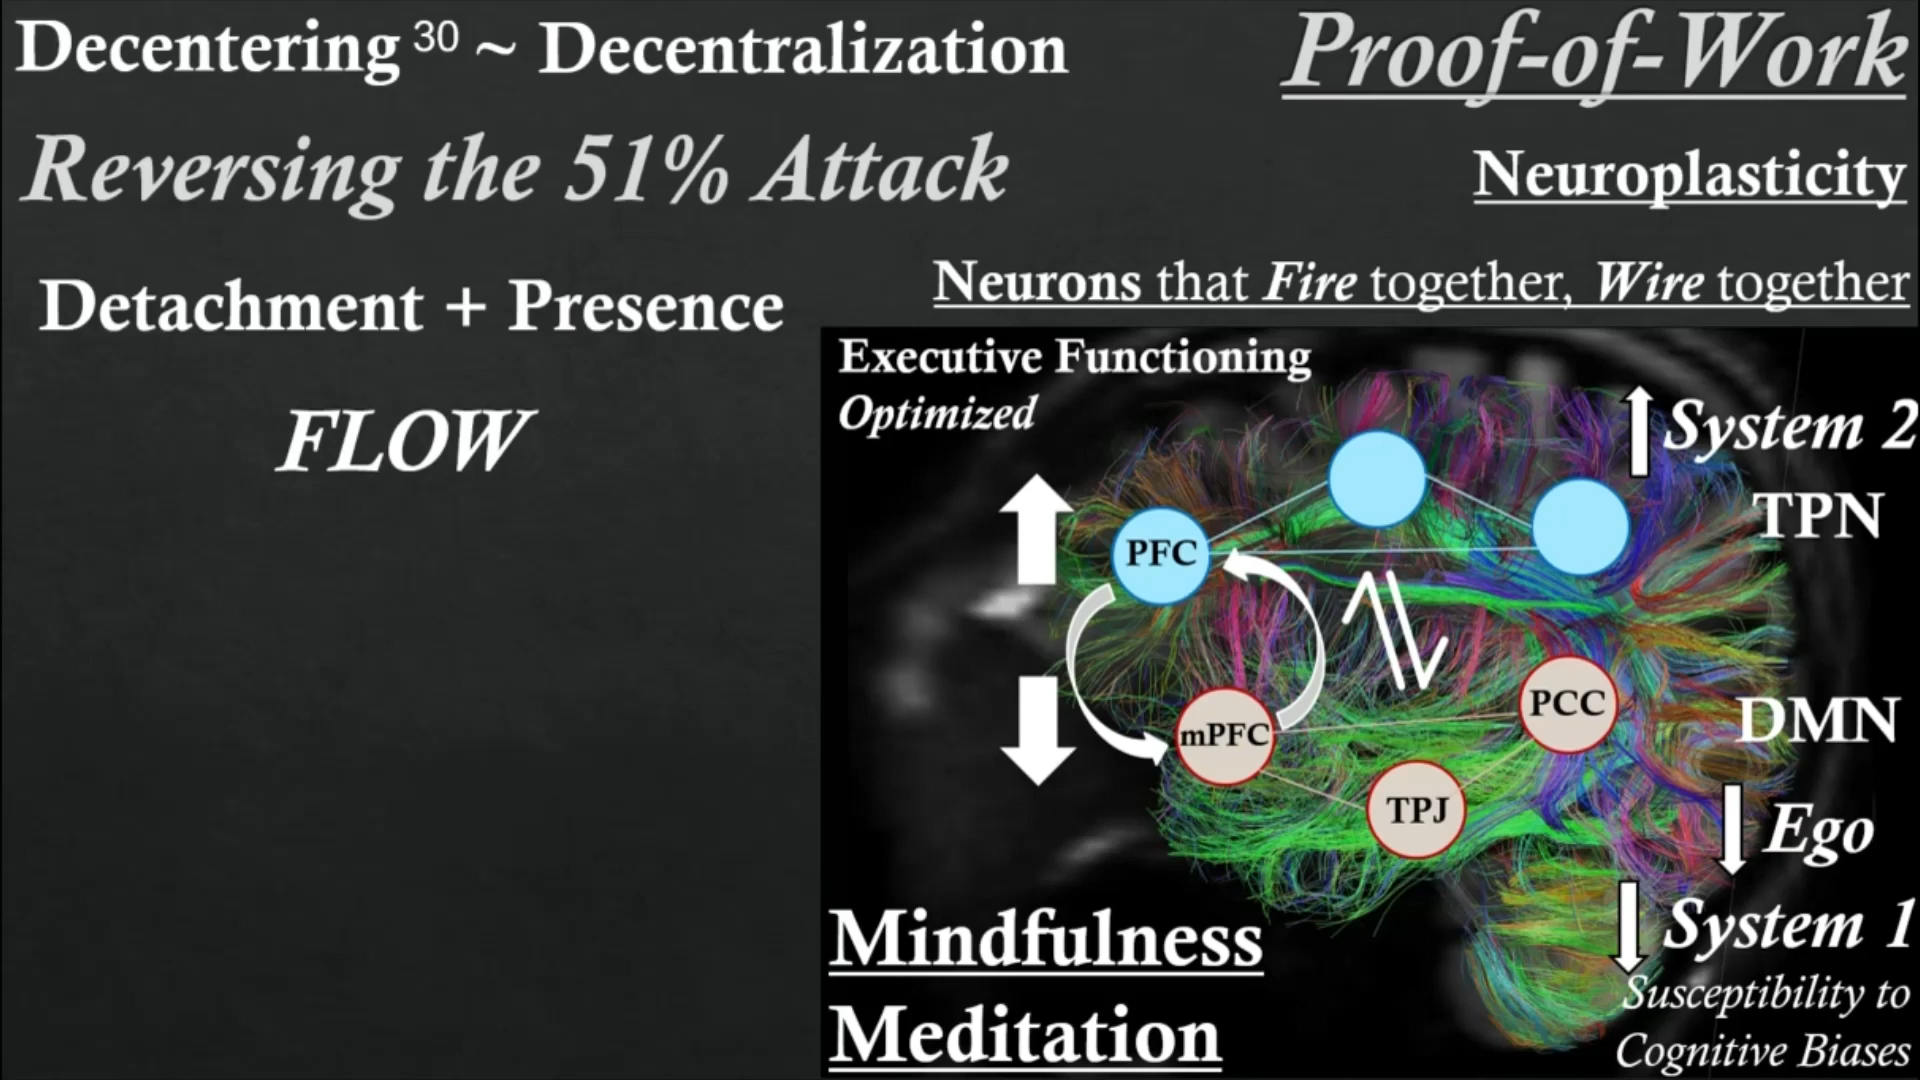 Decentering 30 ~ Decentralization
Proof-of-Work
Reversing the 51% Attack
Neuroplasticity
Detachment + Presence
Neurons that Fire together, Wire together
FLOW
Executive Functioning
Optimized
System 2
TPN
PFC
PCC
mPFC
DMN
TPJ
Ego
System 1
Susceptibility to
Cognitive Biases
Mindfulness
Meditation